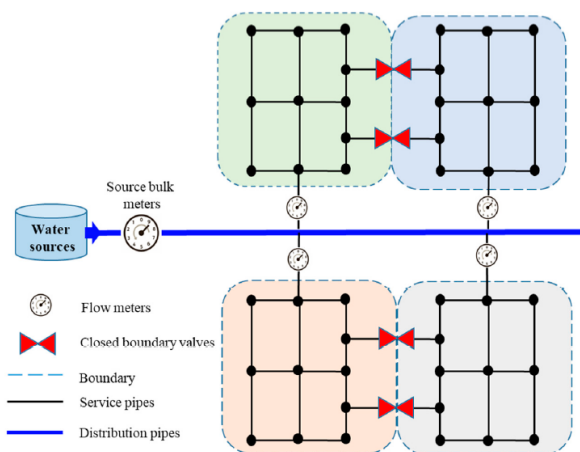 Source bulk
meters
Water
sources
Flow meters
Closed boundary valves
Boundary
Service pipes
Distribution pipes